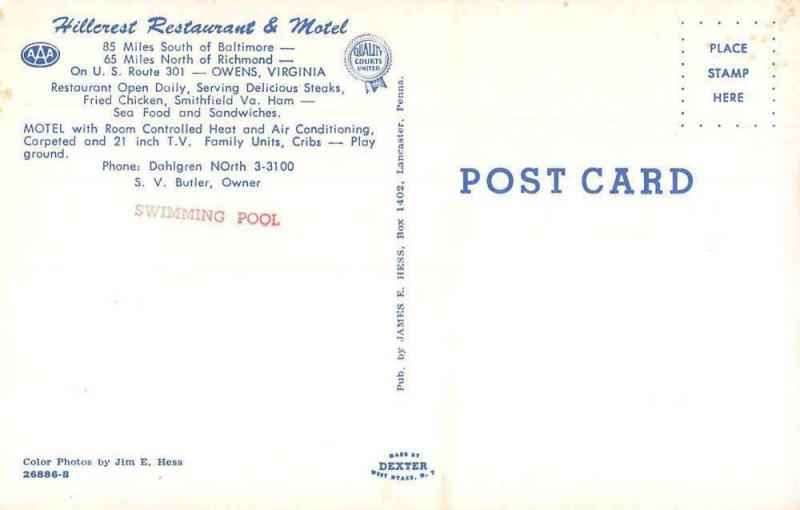 Hillcrest Restaurant & Motel
AAA
85 Miles South of Baltimore —
65 Miles North of Richmond —
On U. S. Route 301 — OWENS, VIRGINIA
QUALITY
COURTS
UNITED
Restaurant Open Daily, Serving Delicious Steaks,
Fried Chicken, Smithfield Va. Ham —
Sea Food and Sandwiches.
MOTEL with Room Controlled Heat and Air Conditioning,
Carpeted and 21 inch T.V. Family Units, Cribs — Play
ground.
Phone: Dahlgren NOrth 3-3100
S. V. Butler, Owner
SWIMMING POOL
Color Photos by Jim E. Hess
26886-B
Pub. by JAMES E. HESS, Box 1402, Lancaster, Penna.
MADE BY
DEXTER
WEST NYACK, N. Y.
PLACE
STAMP
HERE
POST CARD